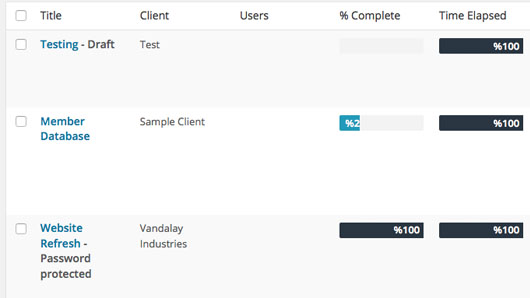 Title Client Users % Complete Time Elapsed
Testing - Draft Test %100
Member Sample Client %2 %100
Database
Website Vandalay %100 %100
Refresh - Industries
Password
protected